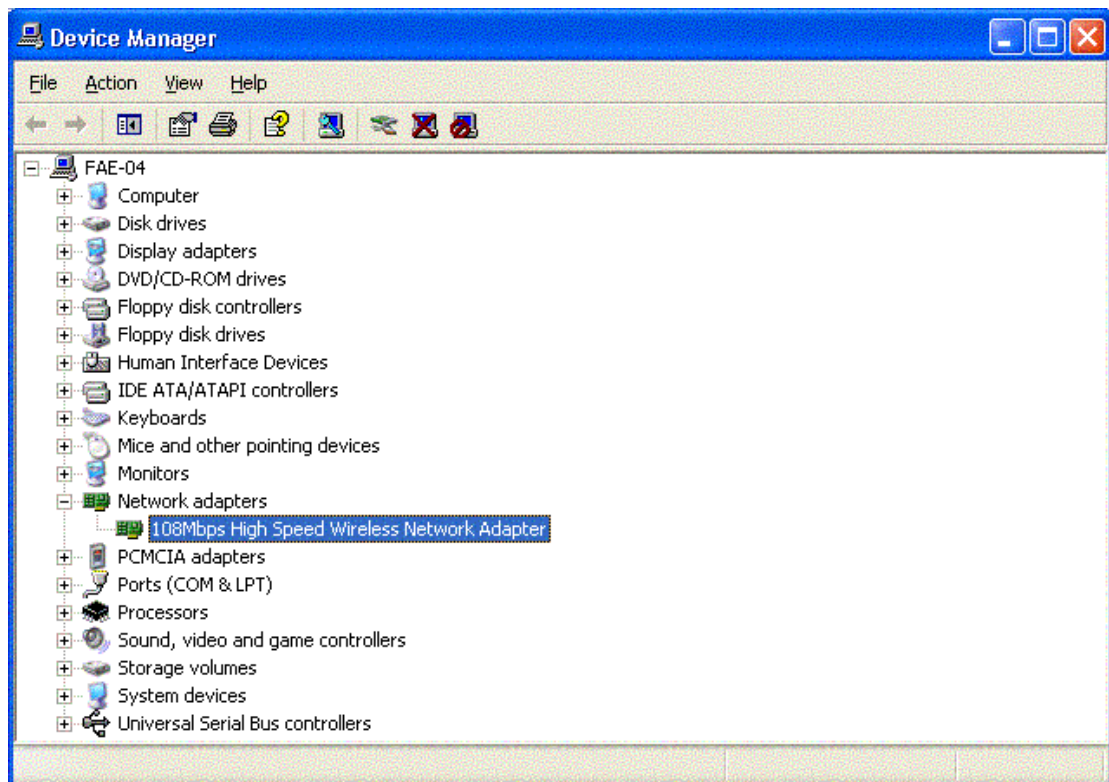 Device Manager
File Action View Help
FAE-04
Computer
Disk drives
Display adapters
DVD/CD-ROM drives
Floppy disk controllers
Floppy disk drives
Human Interface Devices
IDE ATA/ATAPI controllers
Keyboards
Mice and other pointing devices
Monitors
Network adapters
108Mbps High Speed Wireless Network Adapter
PCMCIA adapters
Ports (COM & LPT)
Processors
Sound, video and game controllers
Storage volumes
System devices
Universal Serial Bus controllers